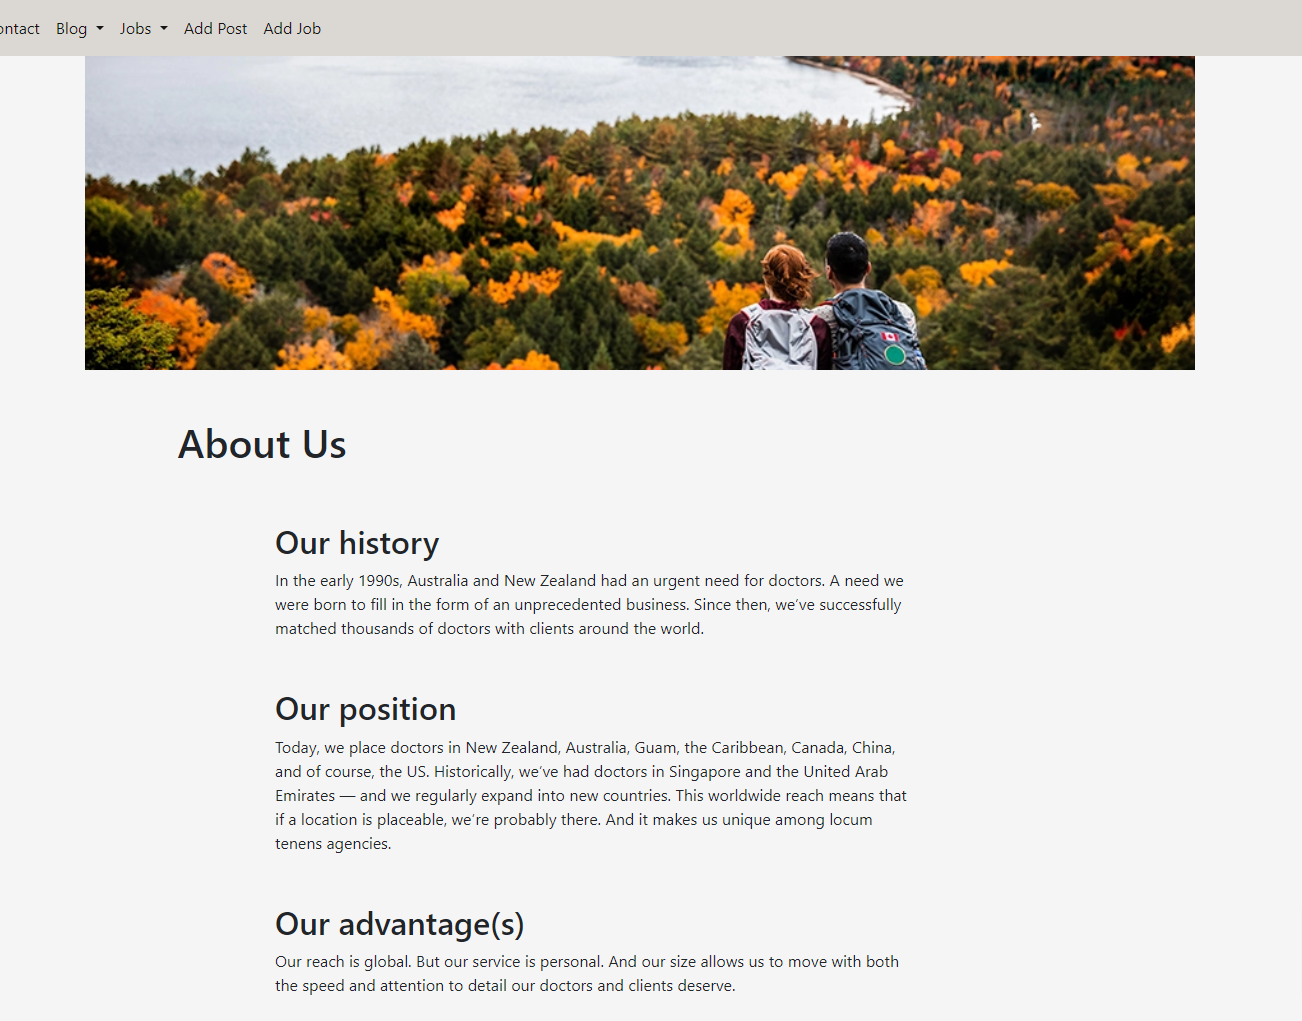 ontact Blog Jobs Add Post Add Job
About Us
Our history
In the early 1990s, Australia and New Zealand had an urgent need for doctors. A need we
were born to fill in the form of an unprecedented business. Since then, we’ve successfully
matched thousands of doctors with clients around the world.
Our position
Today, we place doctors in New Zealand, Australia, Guam, the Caribbean, Canada, China,
and of course, the US. Historically, we’ve had doctors in Singapore and the United Arab
Emirates — and we regularly expand into new countries. This worldwide reach means that
if a location is placeable, we’re probably there. And it makes us unique among locum
tenens agencies.
Our advantage(s)
Our reach is global. But our service is personal. And our size allows us to move with both
the speed and attention to detail our doctors and clients deserve.